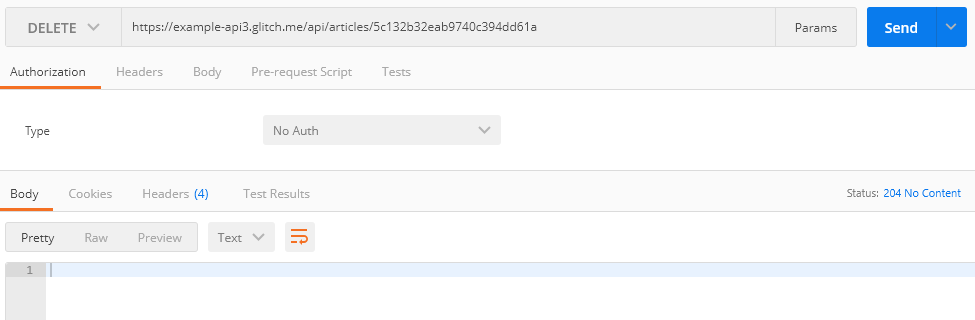 DELETE https://example-api3.glitch.me/api/articles/5c132b32eab9740c394dd61a Params Send
Authorization Headers Body Pre-request Script Tests
Type No Auth
Body Cookies Headers (4) Test Results Status: 204 No Content
Pretty Raw Preview Text
1